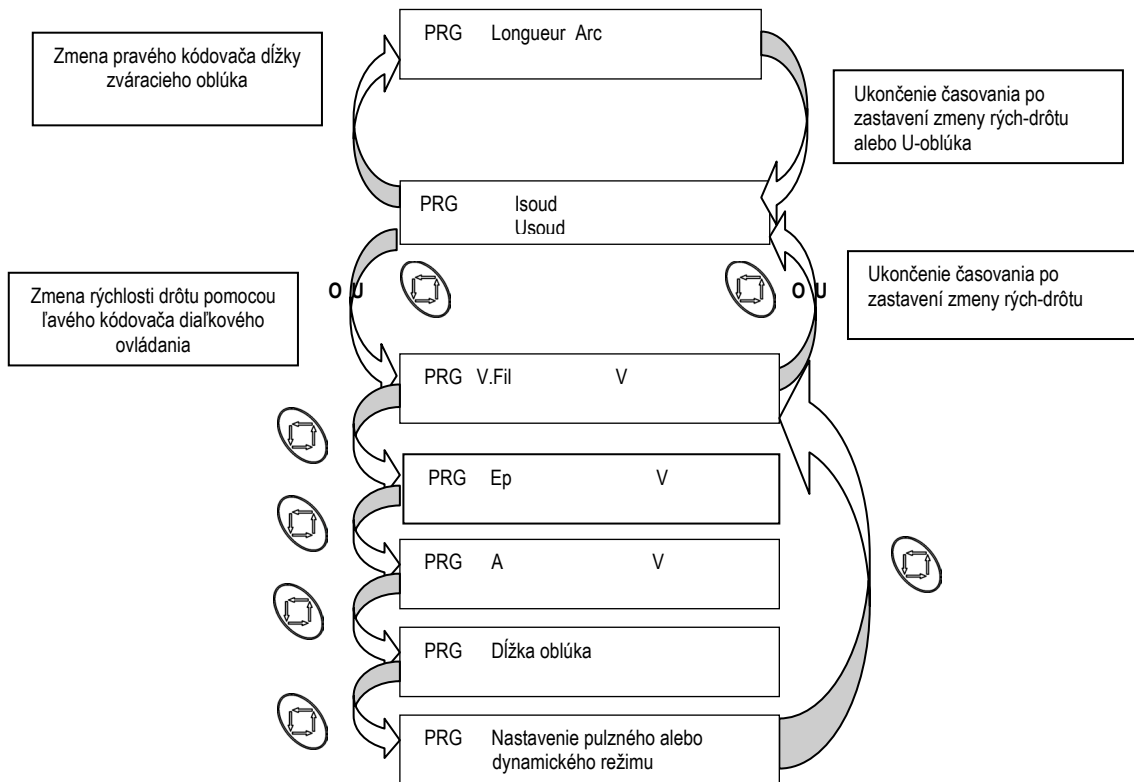 PRG Longueur Arc
Zmena pravého kódovača dĺžky
zváracieho oblúka
Ukončenie časovania po
zastavení zmeny rých-drôtu
alebo U-oblúka
PRG Isoud
Usoud
Zmena rýchlosti drôtu pomocou
ľavého kódovača diaľkového
ovládania
O U
O U
Ukončenie časovania po
zastavení zmeny rých-drôtu
PRG V.Fil V
PRG Ep V
PRG A V
PRG Dĺžka oblúka
PRG Nastavenie pulzného alebo
dynamického režimu